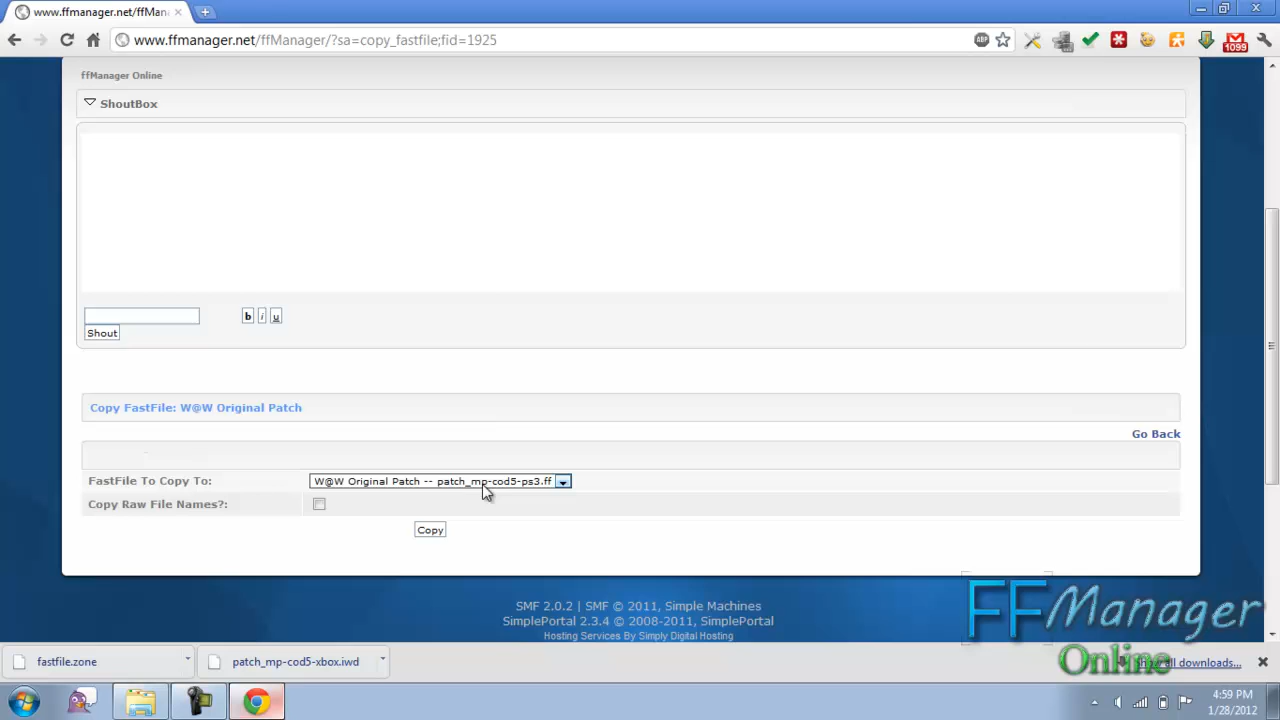 www.ffmanager.net/ffMan
www.ffmanager.net/ffManager/?sa=copy_fastfile;fid=1925
ABP
1099
ffManager Online
ShoutBox
b i u
Shout
Copy FastFile: W@W Original Patch
Go Back
FastFile To Copy To:
W@W Original Patch -- patch_mp-cod5-ps3.ff
Copy Raw File Names?:
Copy
SMF 2.0.2 | SMF © 2011, Simple Machines
SimplePortal 2.3.4 © 2008-2011, SimplePortal
Hosting Services By Simply Digital Hosting
FFManager
Online
fastfile.zone
patch_mp-cod5-xbox.iwd
Show all downloads...
4:59 PM
1/28/2012